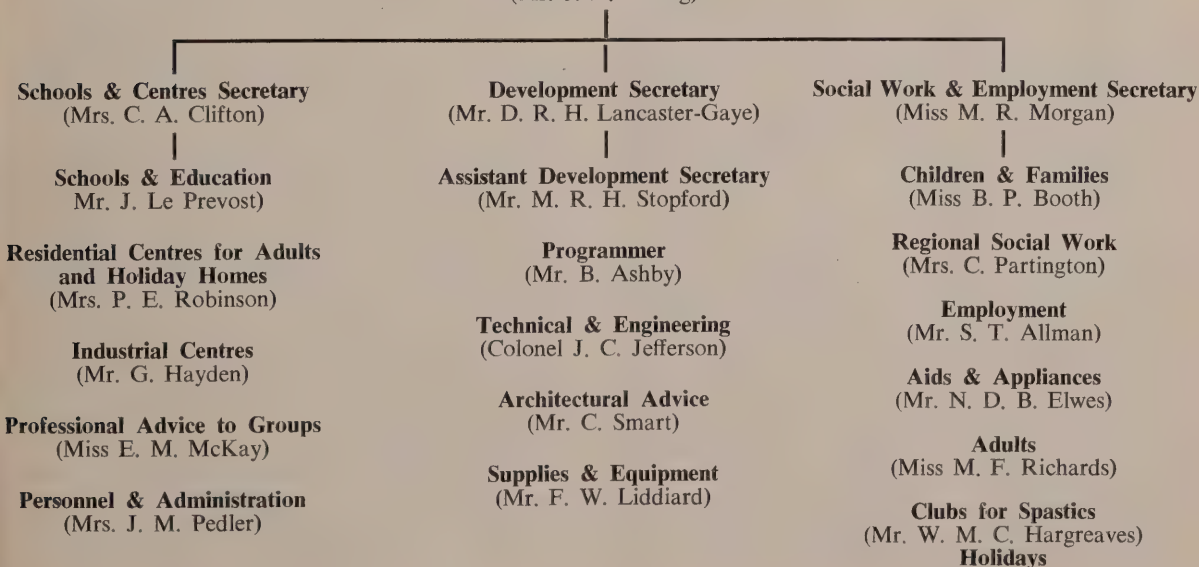 Schools & Centres Secretary
(Mrs. C. A. Clifton)
Schools & Education
Mr. J. Le Prevost)
Residential Centres for Adults
and Holiday Homes
(Mrs. P. E. Robinson)
Industrial Centres
(Mr. G. Hayden)
Professional Advice to Groups
(Miss E. M. McKay)
Personnel & Administration
(Mrs. J. M. Pedler)
Development Secretary
(Mr. D. R. H. Lancaster-Gaye)
Assistant Development Secretary
(Mr. M. R. H. Stopford)
Programmer
(Mr. B. Ashby)
Technical & Engineering
(Colonel J. C. Jefferson)
Architectural Advice
(Mr. C. Smart)
Supplies & Equipment
(Mr. F. W. Liddiard)
Social Work & Employment Secretary
(Miss M. R. Morgan)
Children & Families
(Miss B. P. Booth)
Regional Social Work
(Mrs. C. Partington)
Employment
(Mr. S. T. Allman)
Aids & Appliances
(Mr. N. D. B. Elwes)
Adults
(Miss M. F. Richards)
Clubs for Spastics
(Mr. W. M. C. Hargreaves)
Holidays